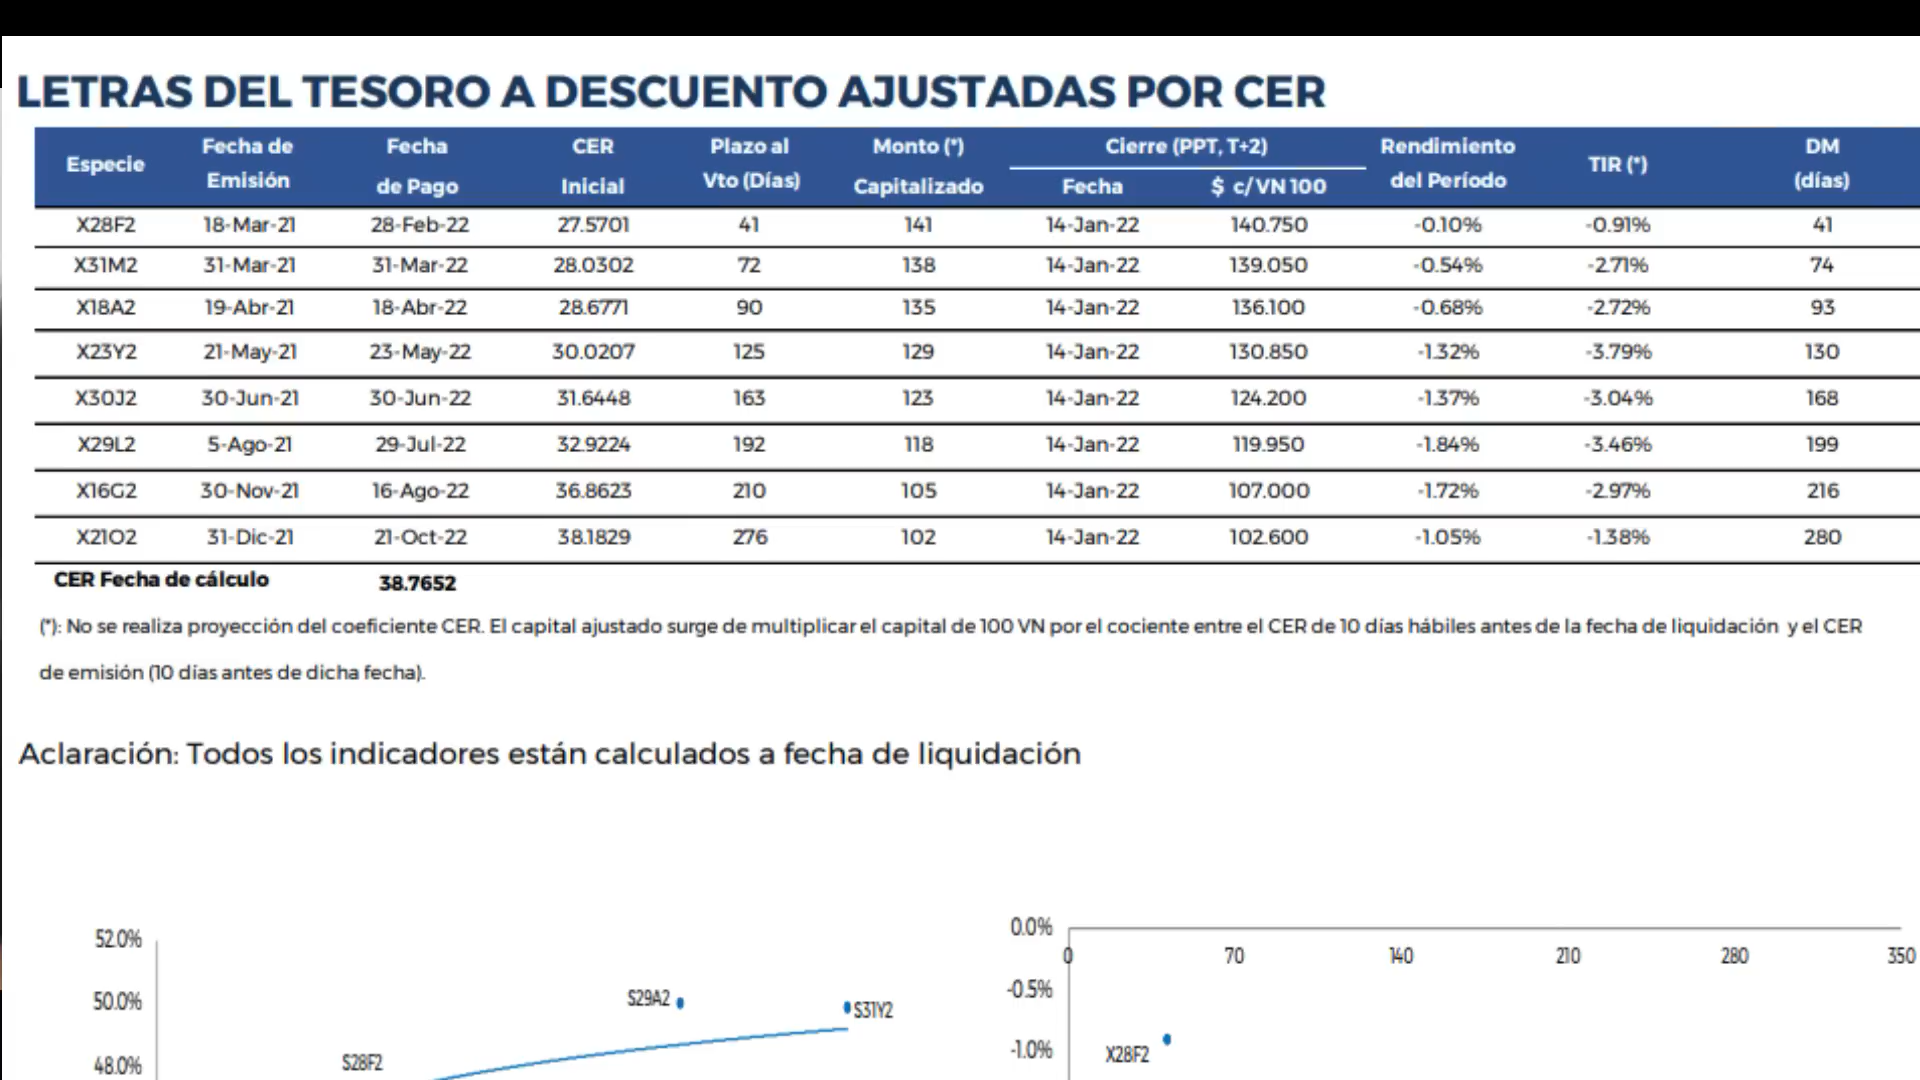 LETRAS DEL TESORO A DESCUENTO AJUSTADAS POR CER
Especie Fecha de Emisión Fecha de Pago CER Inicial Plazo al Vto (Días) Monto (*) Capitalizado Cierre (PPT, T+2) Fecha $ c/VN 100 Rendimiento del Período TIR (*) DM (días)
X28F2 18-Mar-21 28-Feb-22 27.5701 41 141 14-Jan-22 140.750 -0.10% -0.91% 41
X31M2 31-Mar-21 31-Mar-22 28.0302 72 138 14-Jan-22 139.050 -0.54% -2.71% 74
X18A2 19-Abr-21 18-Abr-22 28.6771 90 135 14-Jan-22 136.100 -0.68% -2.72% 93
X23Y2 21-May-21 23-May-22 30.0207 125 129 14-Jan-22 130.850 -1.32% -3.79% 130
X30J2 30-Jun-21 30-Jun-22 31.6448 163 123 14-Jan-22 124.200 -1.37% -3.04% 168
X29L2 5-Ago-21 29-Jul-22 32.9224 192 118 14-Jan-22 119.950 -1.84% -3.46% 199
X16G2 30-Nov-21 16-Ago-22 36.8623 210 105 14-Jan-22 107.000 -1.72% -2.97% 216
X21O2 31-Dic-21 21-Oct-22 38.1829 276 102 14-Jan-22 102.600 -1.05% -1.38% 280
CER Fecha de cálculo 38.7652
(*): No se realiza proyección del coeficiente CER. El capital ajustado surge de multiplicar el capital de 100 VN por el cociente entre el CER de 10 días hábiles antes de la fecha de liquidación y el CER
de emisión (10 días antes de dicha fecha).
Aclaración: Todos los indicadores están calculados a fecha de liquidación
52.0%
50.0%
48.0%
S29A2
S31Y2
S28F2
0.0%
0 70 140 210 280 350
-0.5%
-1.0%
X28F2